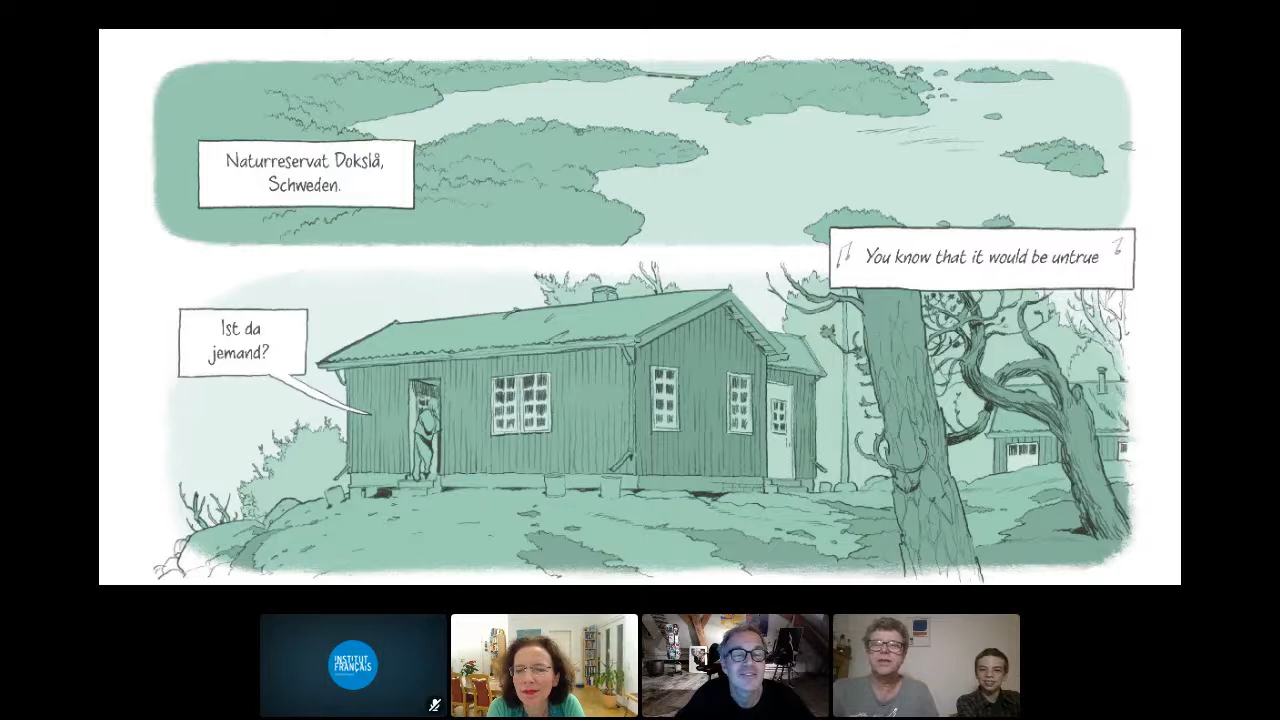 Naturreservat Dokslå,
Schweden.
You know that it would be untrue
Ist da
jemand?
INSTITUT
FRANÇAIS